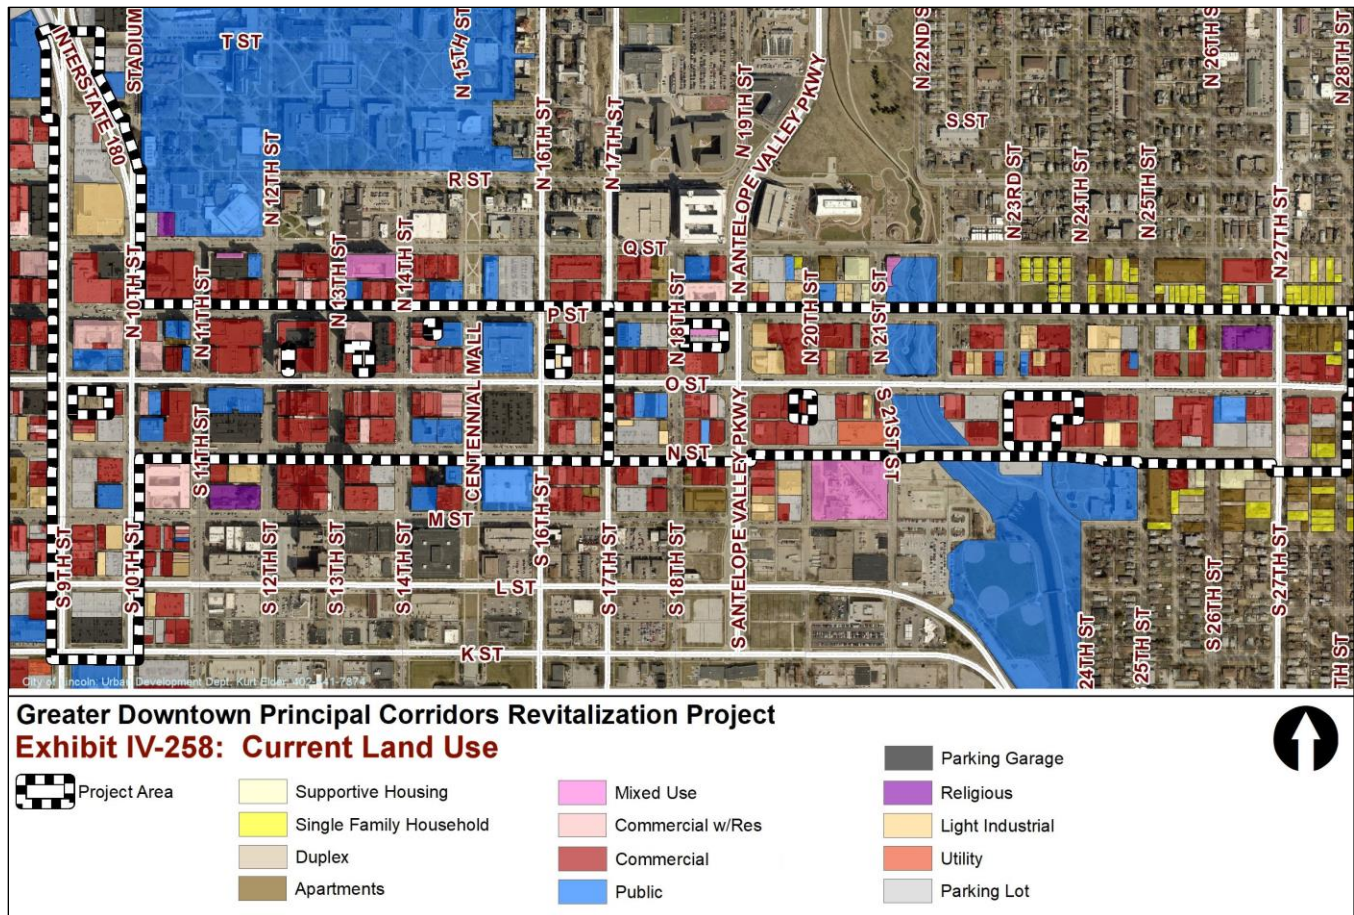 INTERSTATE 180
STADIUM
T ST
N 15TH ST
N 16TH ST
N 17TH ST
N 19TH ST
N ANTELOPE VALLEY PKWY
N 22ND S
N 26TH S
N 28TH ST
S ST
N 12TH ST
R ST
N 23RD ST
N 24TH ST
N 25TH ST
N 27TH ST
Q ST
N 10TH ST
N 11TH ST
N 13TH ST
N 14TH ST
N 18TH ST
N 20TH ST
N 21ST ST
P ST
CENTENNIAL MALL
O ST
S 11TH ST
S ANTELOPE VALLEY PKWY
S 21ST ST
N ST
M ST
S 9TH ST
S 10TH ST
S 12TH ST
S 13TH ST
S 14TH ST
S 16TH ST
S 17TH ST
S 18TH ST
L ST
K ST
24TH ST
25TH ST
S 26TH ST
S 27TH ST
TH ST
City of Lincoln: Urban Development Dept: Kurt Elder: 402-441-7874
Greater Downtown Principal Corridors Revitalization Project
Exhibit IV-258: Current Land Use
Project Area
Supportive Housing
Single Family Household
Duplex
Apartments
Mixed Use
Commercial w/Res
Commercial
Public
Parking Garage
Religious
Light Industrial
Utility
Parking Lot